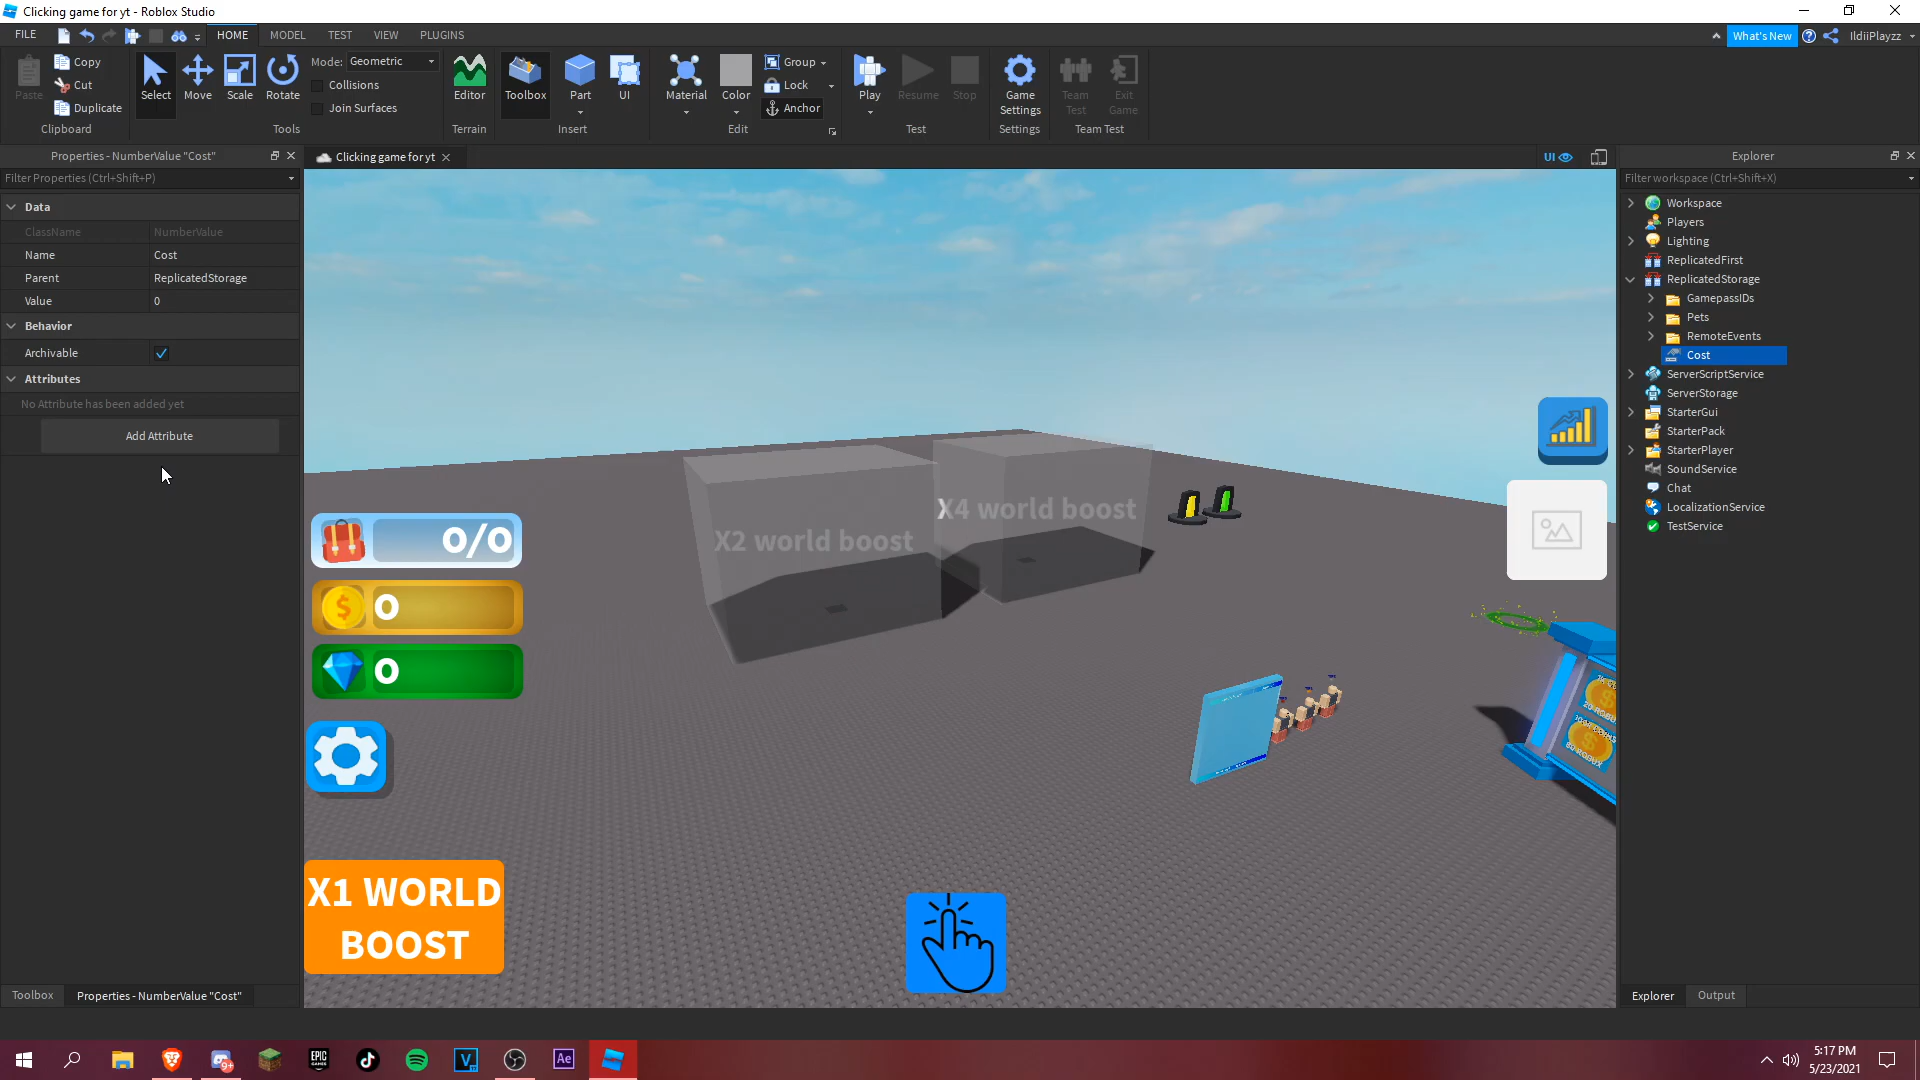 Clicking game for yt - Roblox Studio
FILE
HOME
MODEL
TEST
VIEW
PLUGINS
What's New
IldiiPlayzz
Paste
Copy
Cut
Duplicate
Clipboard
Select
Move
Scale
Rotate
Mode: Geometric
Collisions
Join Surfaces
Tools
Editor
Terrain
Toolbox
Part
UI
Insert
Material
Color
Group
Lock
Anchor
Edit
Play
Resume
Stop
Test
Game Settings
Settings
Team Test
Exit Game
Team Test
Properties - NumberValue "Cost"
Filter Properties (Ctrl+Shift+P)
Data
ClassName NumberValue
Name Cost
Parent ReplicatedStorage
Value 0
Behavior
Archivable
Attributes
No Attribute has been added yet
Add Attribute
Toolbox
Properties - NumberValue "Cost"
Clicking game for yt
UI
X2 world boost
X4 world boost
0/0
0
0
X1 WORLD
BOOST
Explorer
Filter workspace (Ctrl+Shift+X)
Workspace
Players
Lighting
ReplicatedFirst
ReplicatedStorage
GamepassIDs
Pets
RemoteEvents
Cost
ServerScriptService
ServerStorage
StarterGui
StarterPack
StarterPlayer
SoundService
Chat
LocalizationService
TestService
Explorer
Output
9+
EPIC
GAMES
V
Ae
5:17 PM
5/23/2021